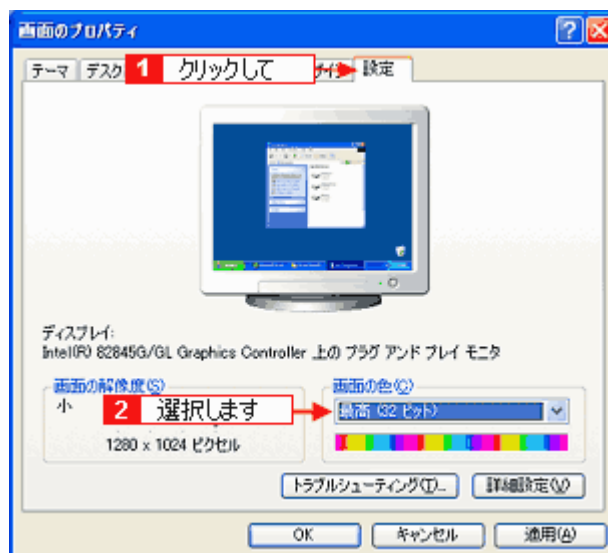 画面のプロパティ
テーマ デスク 1 クリックして ザイン 設定
ディスプレイ:
Intel(R) 82845G/GL Graphics Controller 上の プラグ アンド プレイ モニタ
画面の解像度(S)
小
1280 x 1024 ピクセル
画面の色(C)
2 選択します
最高 (32 ビット)
トラブルシューティング(T)... 詳細設定(V)
OK キャンセル 適用(A)